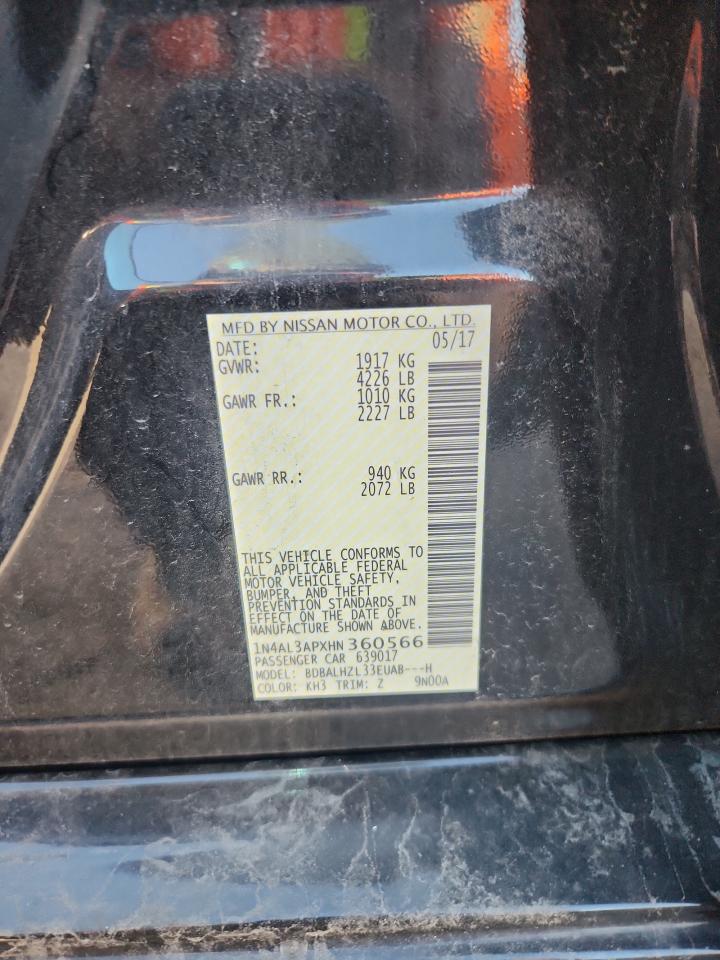 MFD BY NISSAN MOTOR CO., LTD.
DATE: 05/17
GVWR: 1917 KG
4226 LB
GAWR FR.: 1010 KG
2227 LB
GAWR RR.: 940 KG
2072 LB
THIS VEHICLE CONFORMS TO
ALL APPLICABLE FEDERAL
MOTOR VEHICLE SAFETY,
BUMPER, AND THEFT
PREVENTION STANDARDS IN
EFFECT ON THE DATE OF
MANUFACTURE SHOWN ABOVE.
1N4AL3APXHN360566
PASSENGER CAR 639017
MODEL: BDBALHZL33EUAB---H
COLOR: KH3 TRIM: Z 9N00A